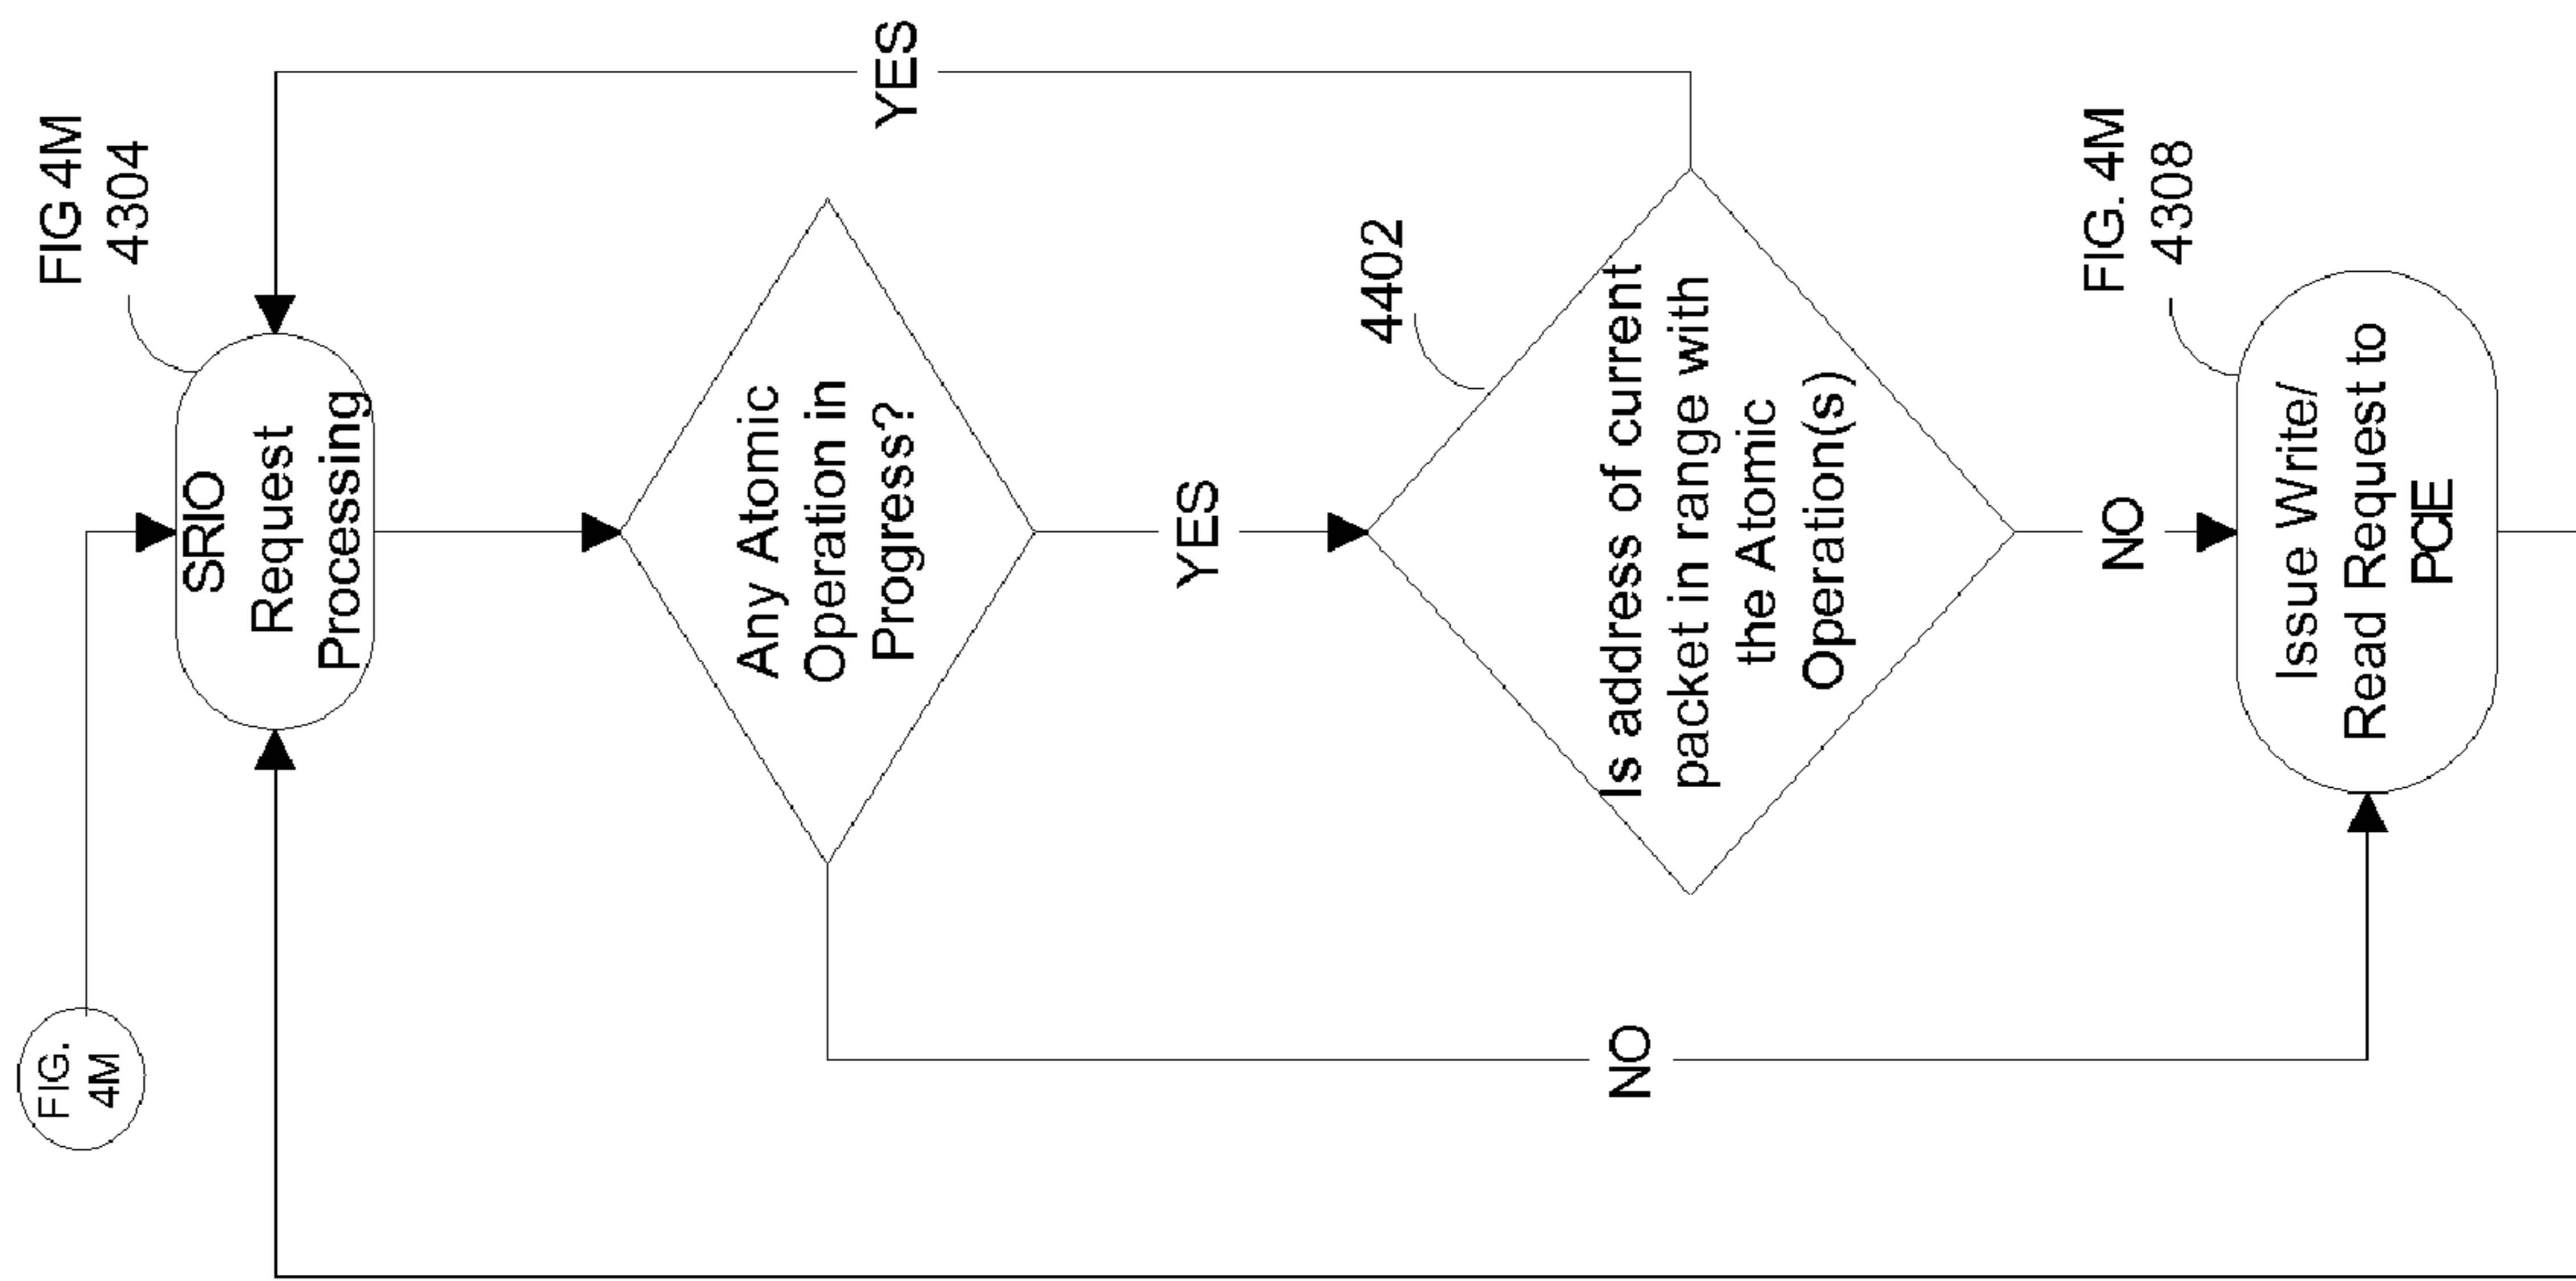 FIG.
4M
FIG 4M
4304
SRIO
Request
Processing
Any Atomic
Operation in
Progress?
YES
YES
4402
Is address of current
packet in range with
the Atomic
Operation(s)
NO
NO
FIG. 4M
4308
Issue Write/
Read Request to
PCIE